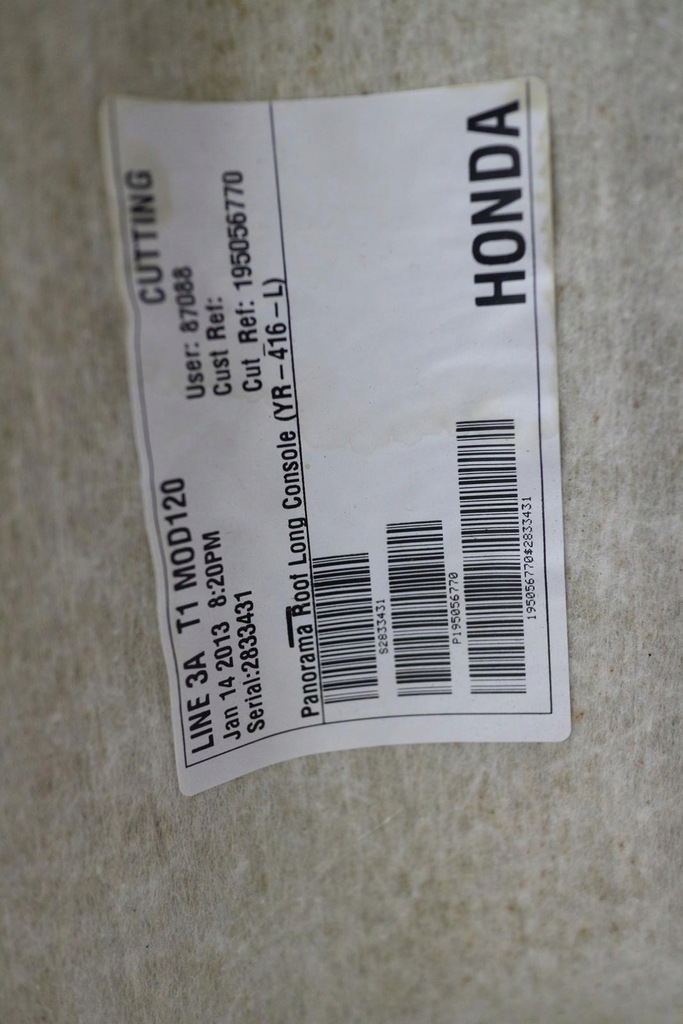 LINE 3A T1 MOD120 CUTTING
Jan 14 2013 8:20PM User: 87088
Serial:2833431 Cust Ref:
Cut Ref: 195056770
Panorama Roof Long Console (YR-416-L)
S2833431
P195056770
195056770$2833431
HONDA